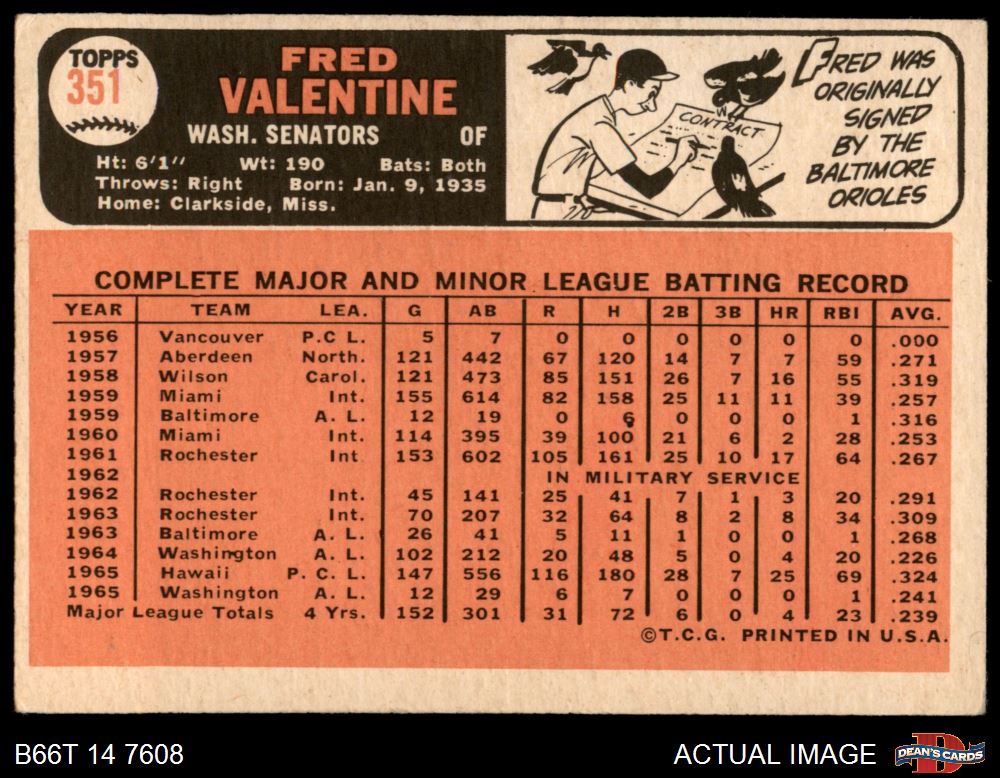 TOPPS
351
FRED
VALENTINE
WASH. SENATORS OF
Ht: 6'1" Wt: 190 Bats: Both
Throws: Right Born: Jan. 9, 1935
Home: Clarkside, Miss.
CONTRACT
FRED WAS
ORIGINALLY
SIGNED
BY THE
BALTIMORE
ORIOLES
COMPLETE MAJOR AND MINOR LEAGUE BATTING RECORD
YEAR TEAM LEA. G AB R H 2B 3B HR RBI AVG.
1956 Vancouver P.C L. 5 7 0 0 0 0 0 0 .000
1957 Aberdeen North. 121 442 67 120 14 7 7 59 .271
1958 Wilson Carol. 121 473 85 151 26 7 16 55 .319
1959 Miami Int. 155 614 82 158 25 11 11 39 .257
1959 Baltimore A. L. 12 19 0 6 0 0 0 1 .316
1960 Miami Int. 114 395 39 100 21 6 2 28 .253
1961 Rochester Int. 153 602 105 161 25 10 17 64 .267
1962 IN MILITARY SERVICE
1962 Rochester Int. 45 141 25 41 7 1 3 20 .291
1963 Rochester Int. 70 207 32 64 8 2 8 34 .309
1963 Baltimore A. L. 26 41 5 11 1 0 0 1 .268
1964 Washington A. L. 102 212 20 48 5 0 4 20 .226
1965 Hawaii P. C. L. 147 556 116 180 28 7 25 69 .324
1965 Washington A. L. 12 29 6 7 0 0 0 1 .241
Major League Totals 4 Yrs. 152 301 31 72 6 0 4 23 .239
©T.C.G. PRINTED IN U.S.A.
B66T 14 7608 ACTUAL IMAGE DEAN'S CARDS